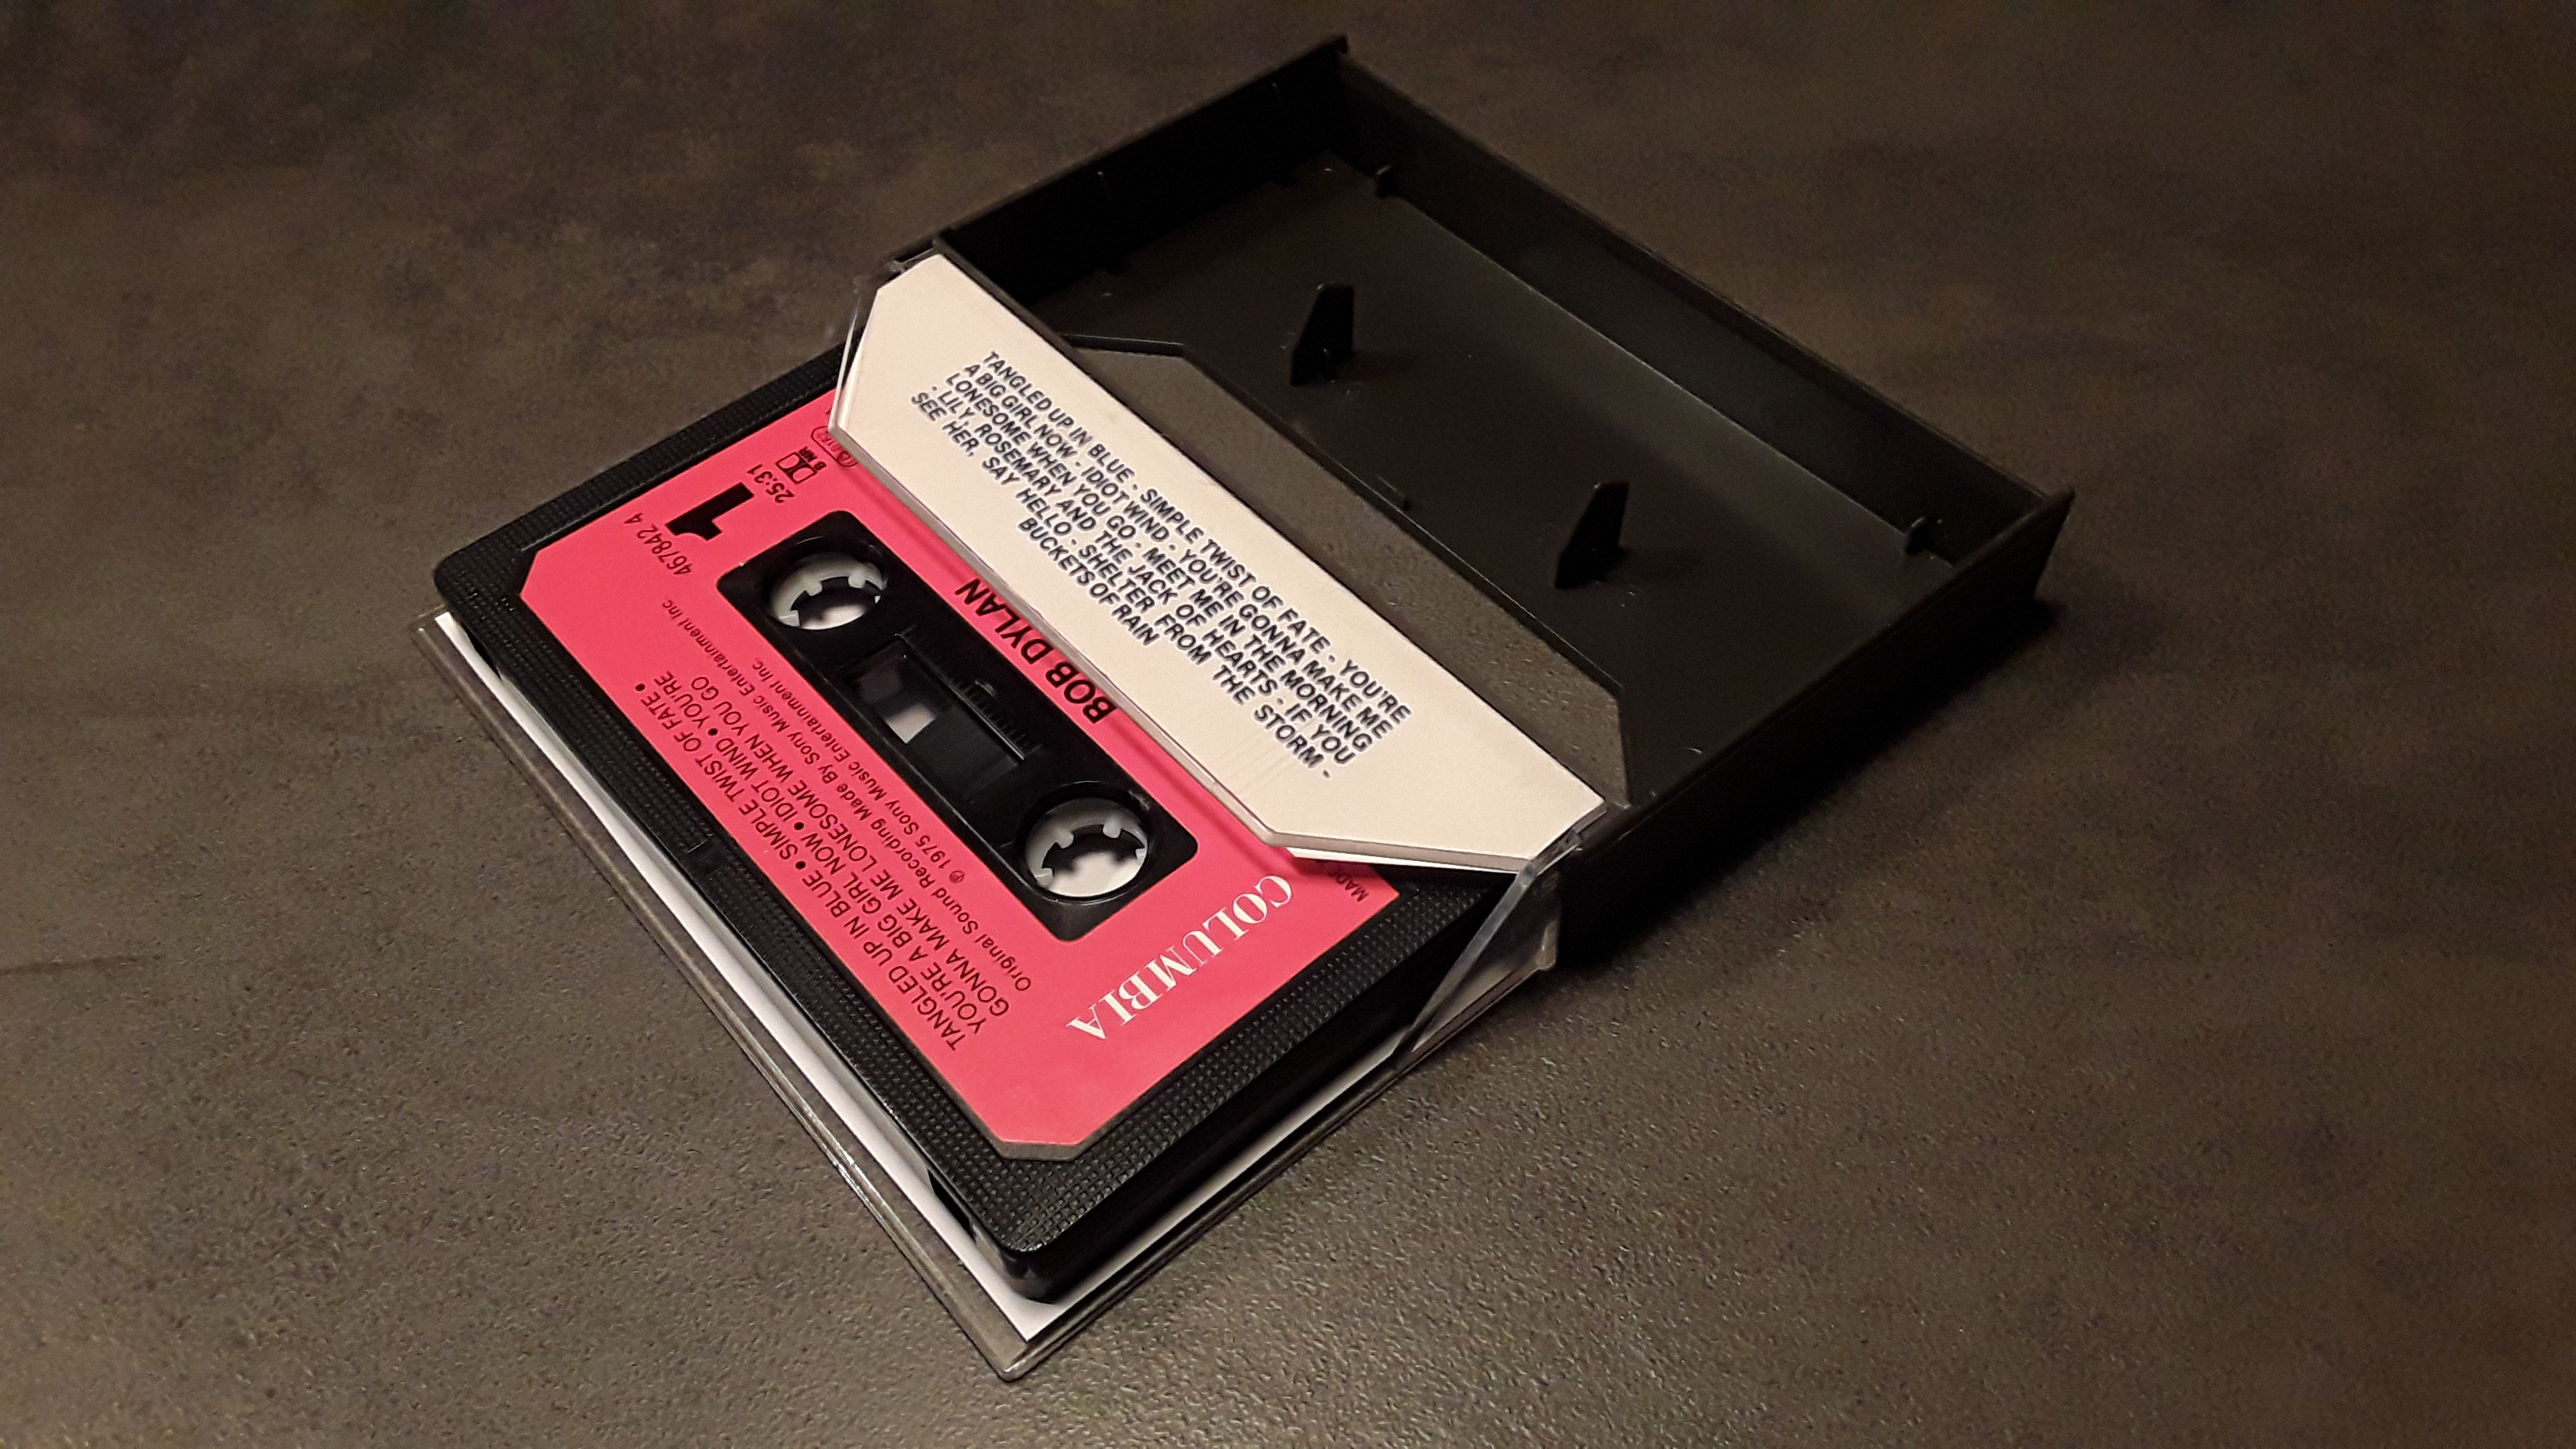 TANGLED UP IN BLUE - SIMPLE TWIST OF FATE - YOU'RE
A BIG GIRL NOW - IDIOT WIND - YOU'RE GONNA MAKE ME
LONESOME WHEN YOU GO - MEET ME IN THE MORNING
- LILY, ROSEMARY AND THE JACK OF HEARTS - IF YOU
SEE HER, SAY HELLO - SHELTER FROM THE STORM -
BUCKETS OF RAIN
COLUMBIA
BOB DYLAN
B NR
25:31
1
467842 4
℗ 1975 Sony Music Entertainment Inc.
Original Sound Recording Made By Sony Music Entertainment Inc.
TANGLED UP IN BLUE • SIMPLE TWIST OF FATE •
YOU'RE A BIG GIRL NOW • IDIOT WIND • YOU'RE
GONNA MAKE ME LONESOME WHEN YOU GO